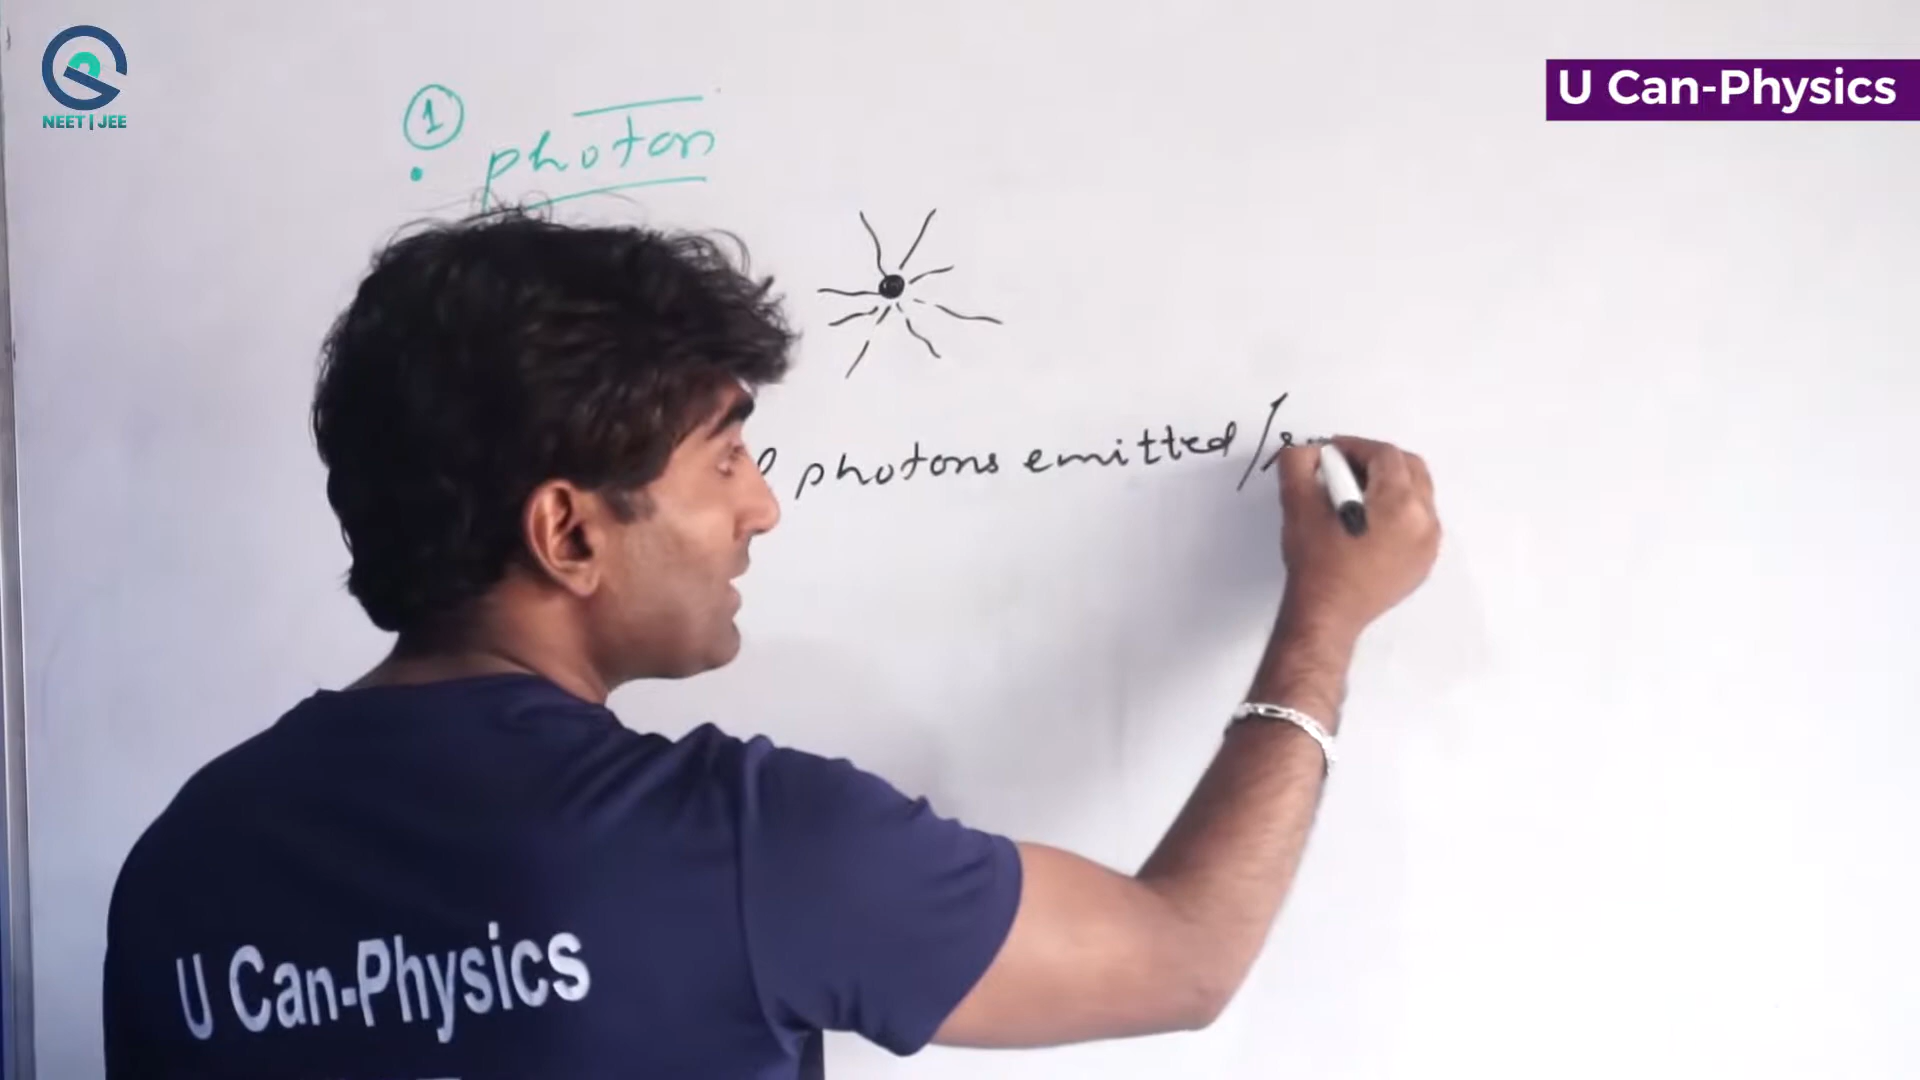 NEET | JEE
U Can-Physics
1
photon
photons emitted /
U Can-Physics